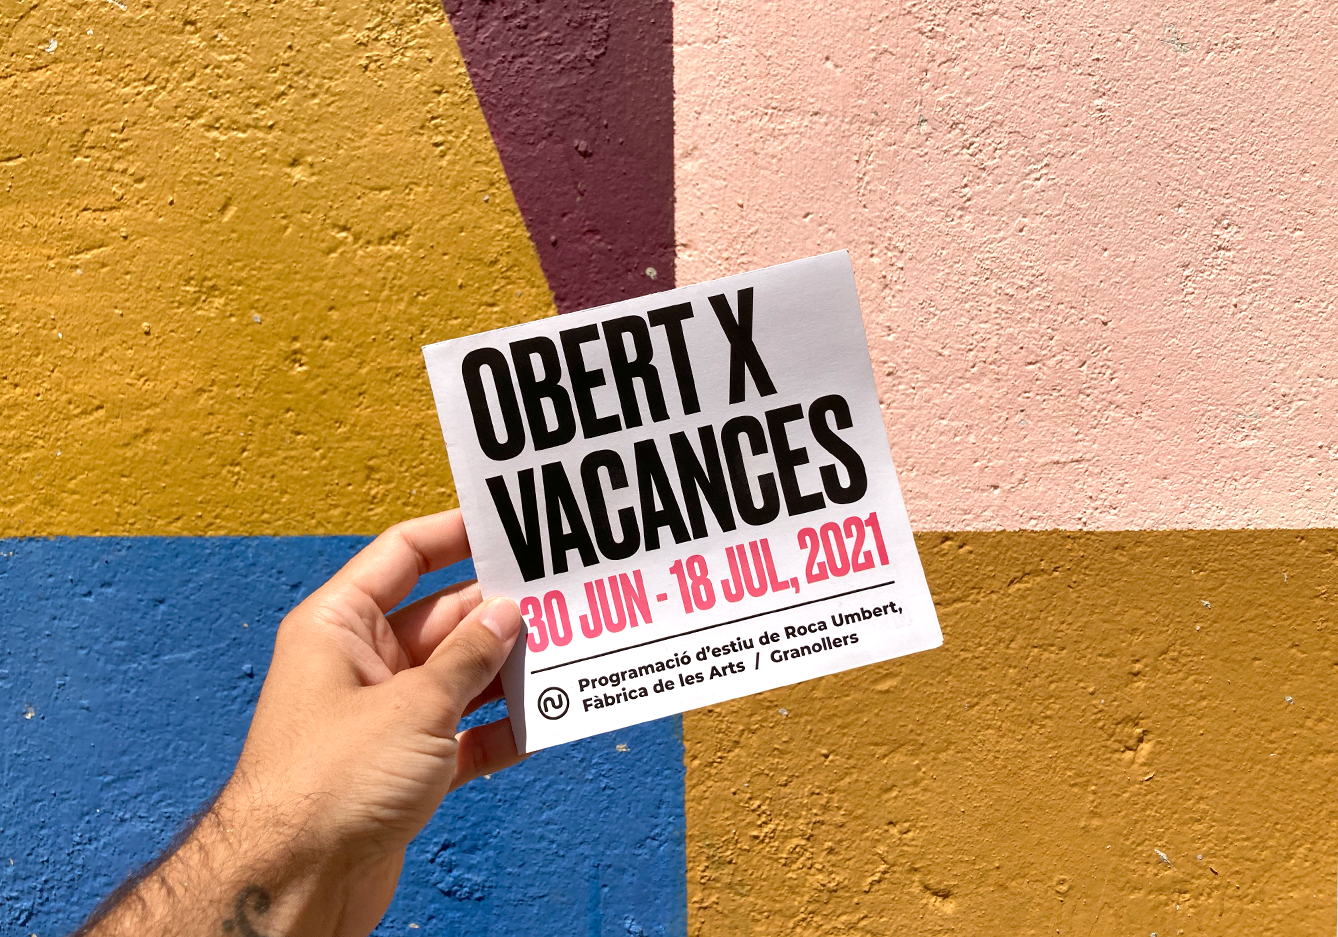 OBERT X
VACANCES
30 JUN - 18 JUL, 2021
Programació d'estiu de Roca Umbert,
Fàbrica de les Arts / Granollers